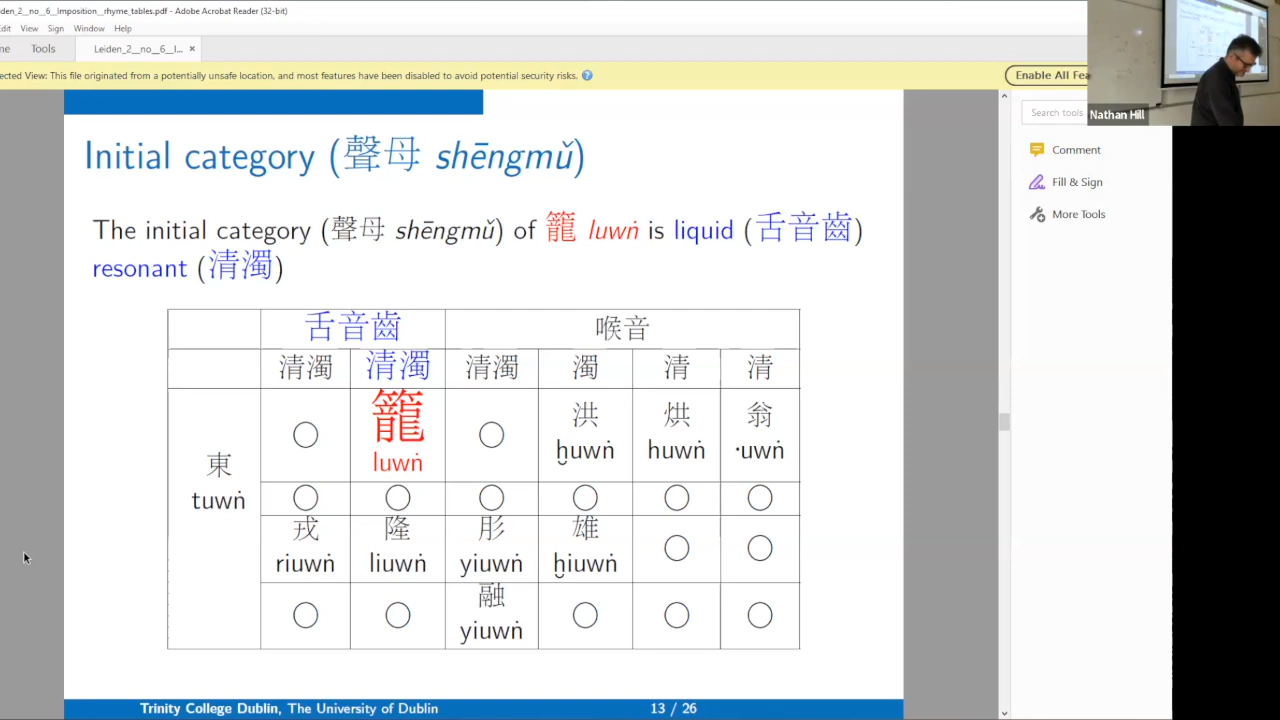 eiden_2__no__6__Imposition__rhyme_tables.pdf - Adobe Acrobat Reader (32-bit)
Edit View Sign Window Help
me Tools Leiden_2__no__6__I... ×
ected View: This file originated from a potentially unsafe location, and most features have been disabled to avoid potential security risks. ? Enable All Fea
Search tools
Nathan Hill
Comment
Fill & Sign
More Tools
Initial category (聲母 shēngmǔ)
The initial category (聲母 shēngmǔ) of 籠 luwṅ is liquid (舌音齒)
resonant (清濁)
舌音齒 喉音
清濁 清濁 清濁 濁 清 清
東 tuwṅ
○ 籠 luwṅ ○ 洪 ḫuwṅ 烘 huwṅ 翁 ·uwṅ
○ ○ ○ ○ ○ ○
戎 riuwṅ 隆 liuwṅ 肜 yiuwṅ 雄 ḫiuwṅ ○ ○
○ ○ 融 yiuwṅ ○ ○ ○
Trinity College Dublin, The University of Dublin 13 / 26